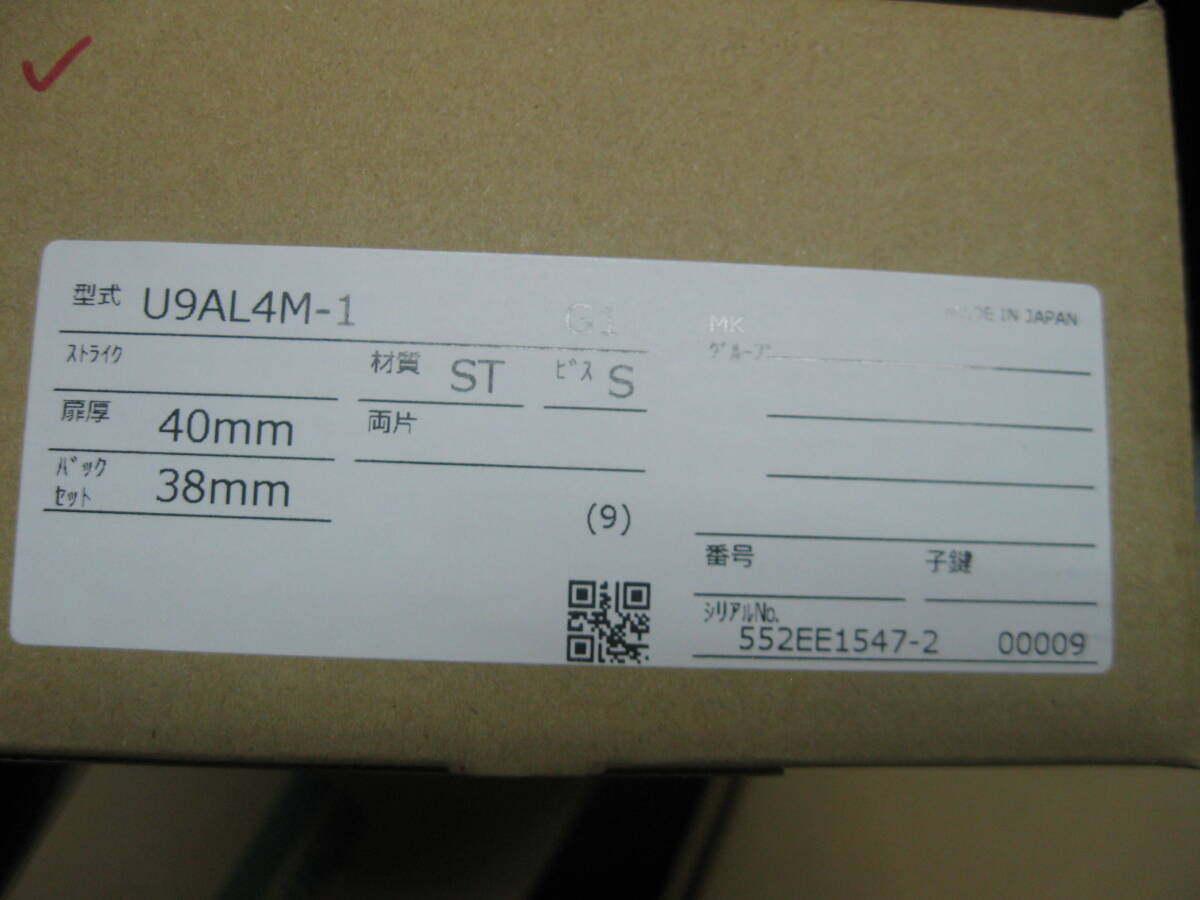 型式 U9AL4M-1 G1
MADE IN JAPAN
MK
グループ
ストライク
材質 ST ビス S
扉厚 40mm 両片
バック
セット 38mm
(9)
番号 子鍵
シリアルNo.
552EE1547-2 00009